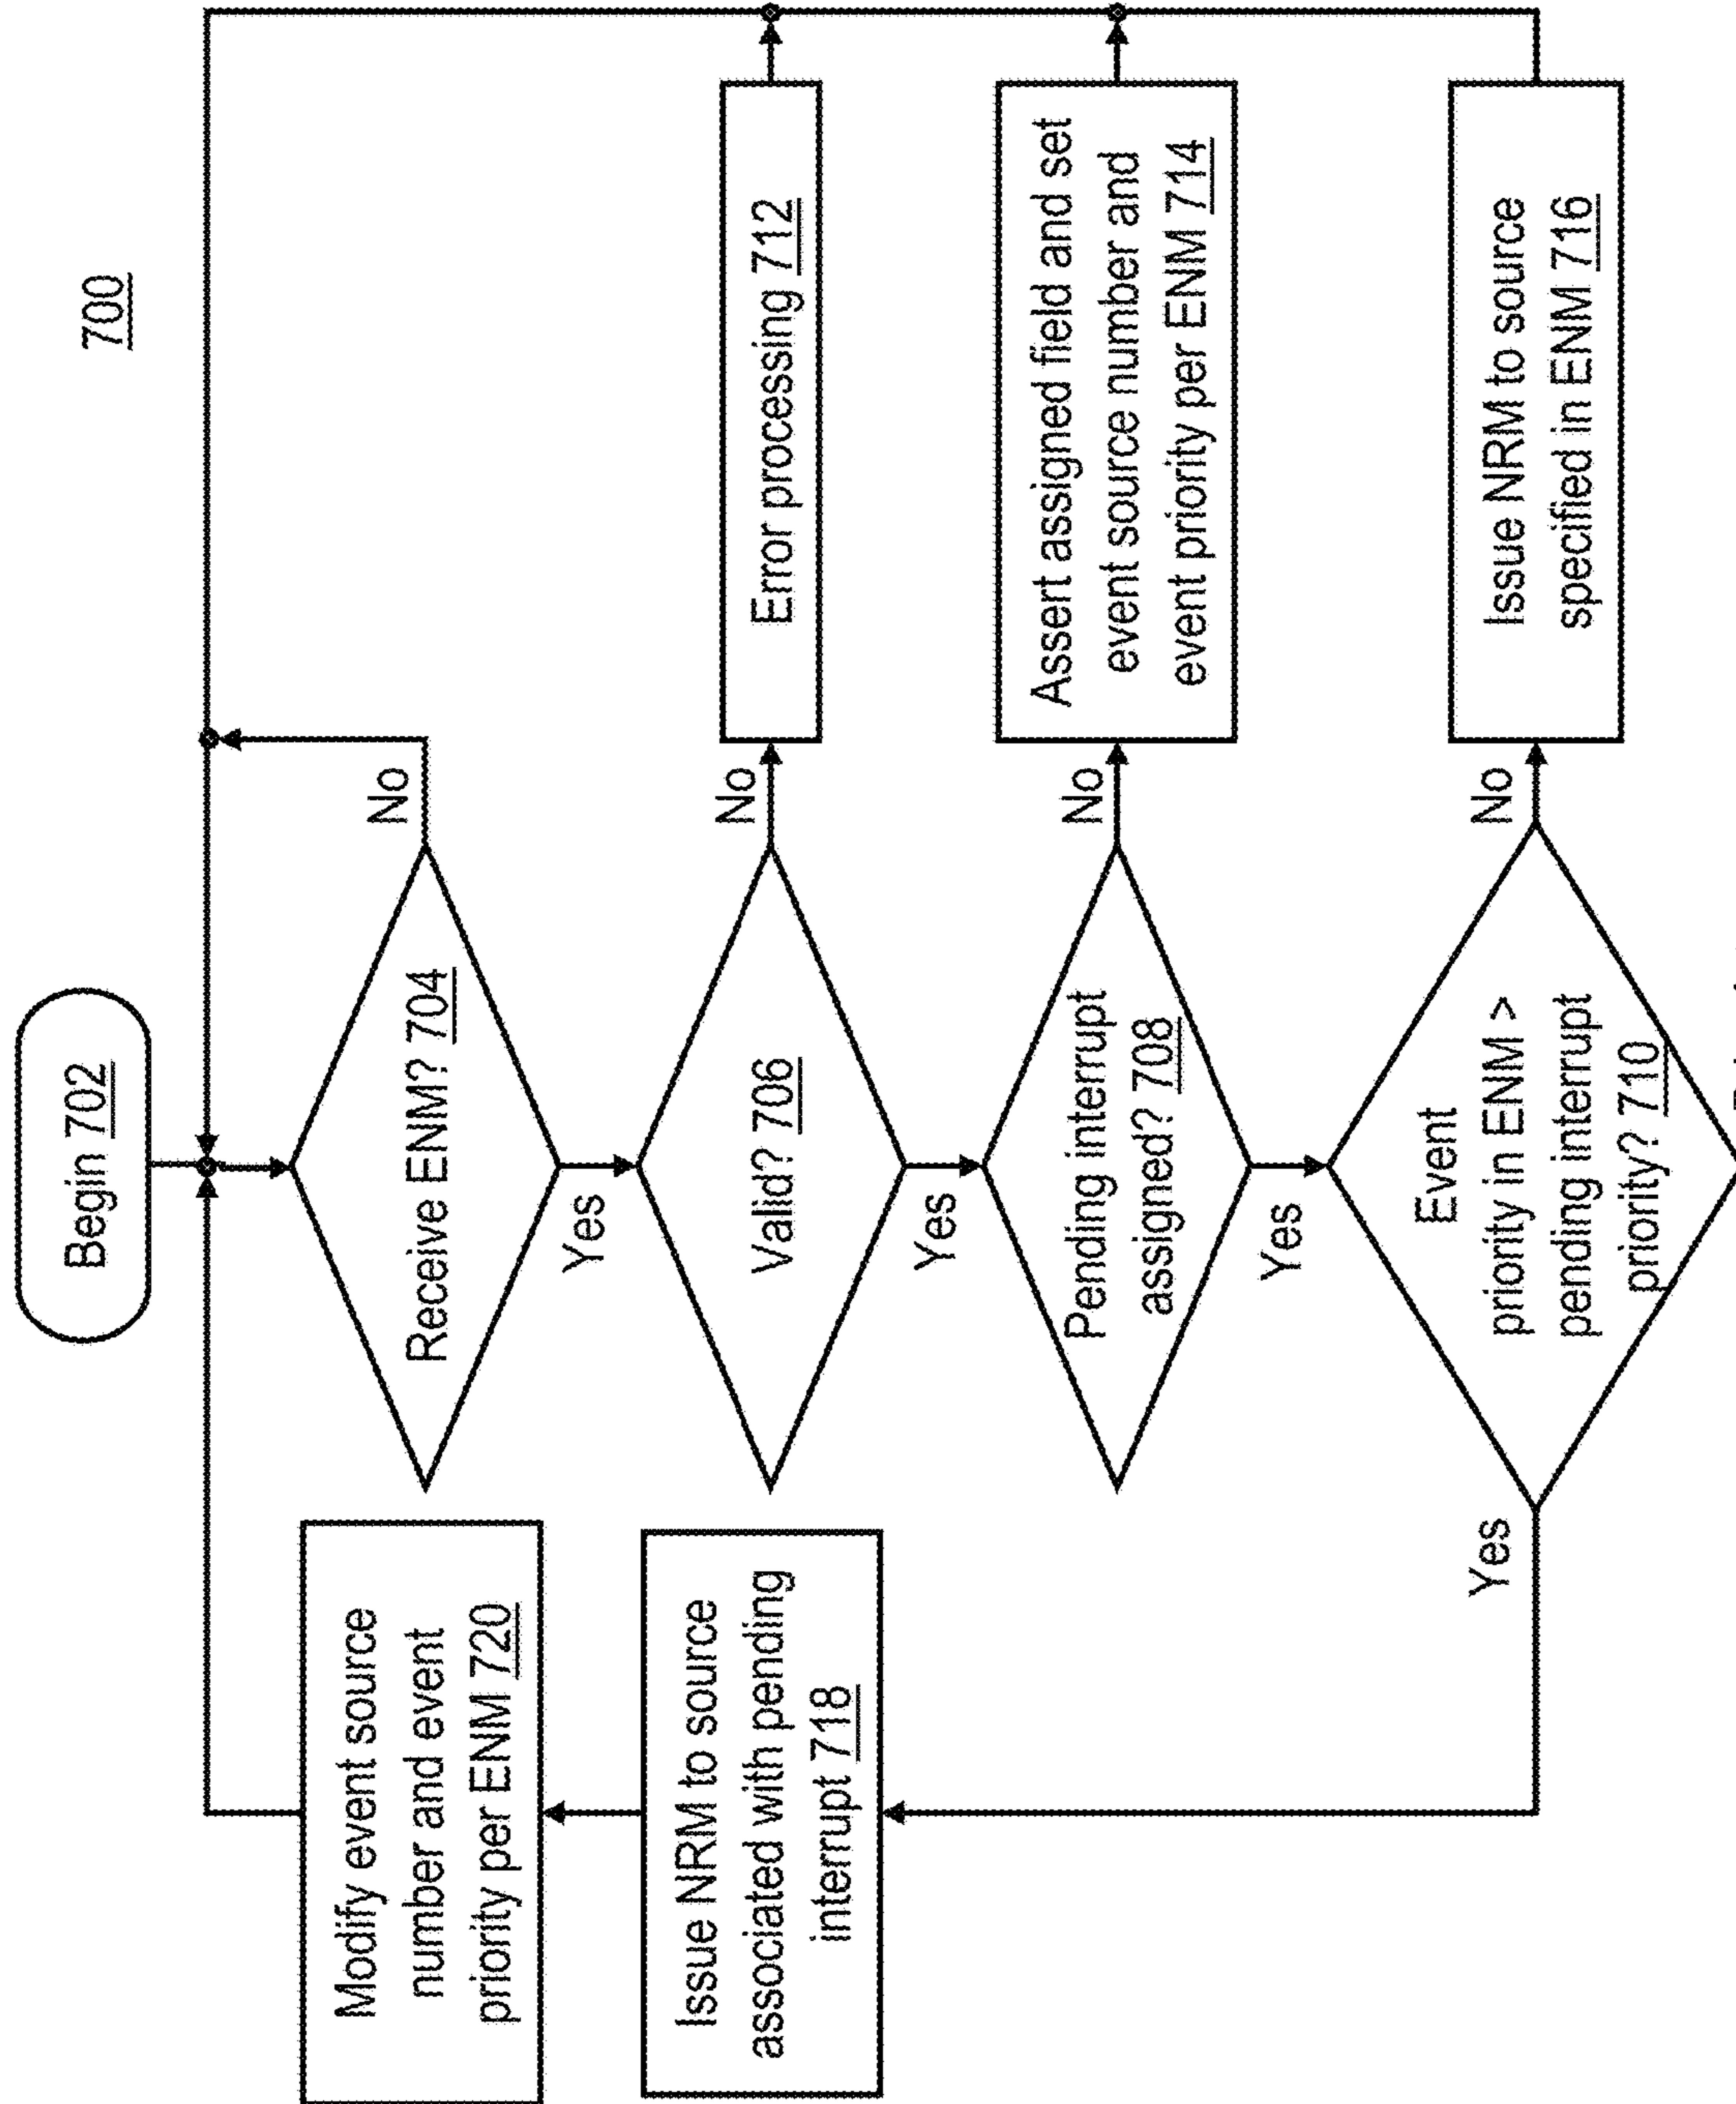 700
Begin 702
Receive ENM? 704
No
Yes
Valid? 706
No
Error processing 712
Yes
Pending interrupt
assigned? 708
No
Assert assigned field and set
event source number and
event priority per ENM 714
Yes
Event
priority in ENM >
pending interrupt
priority? 710
No
Issue NRM to source
specified in ENM 716
Yes
Issue NRM to source
associated with pending
interrupt 718
Modify event source
number and event
priority per ENM 720